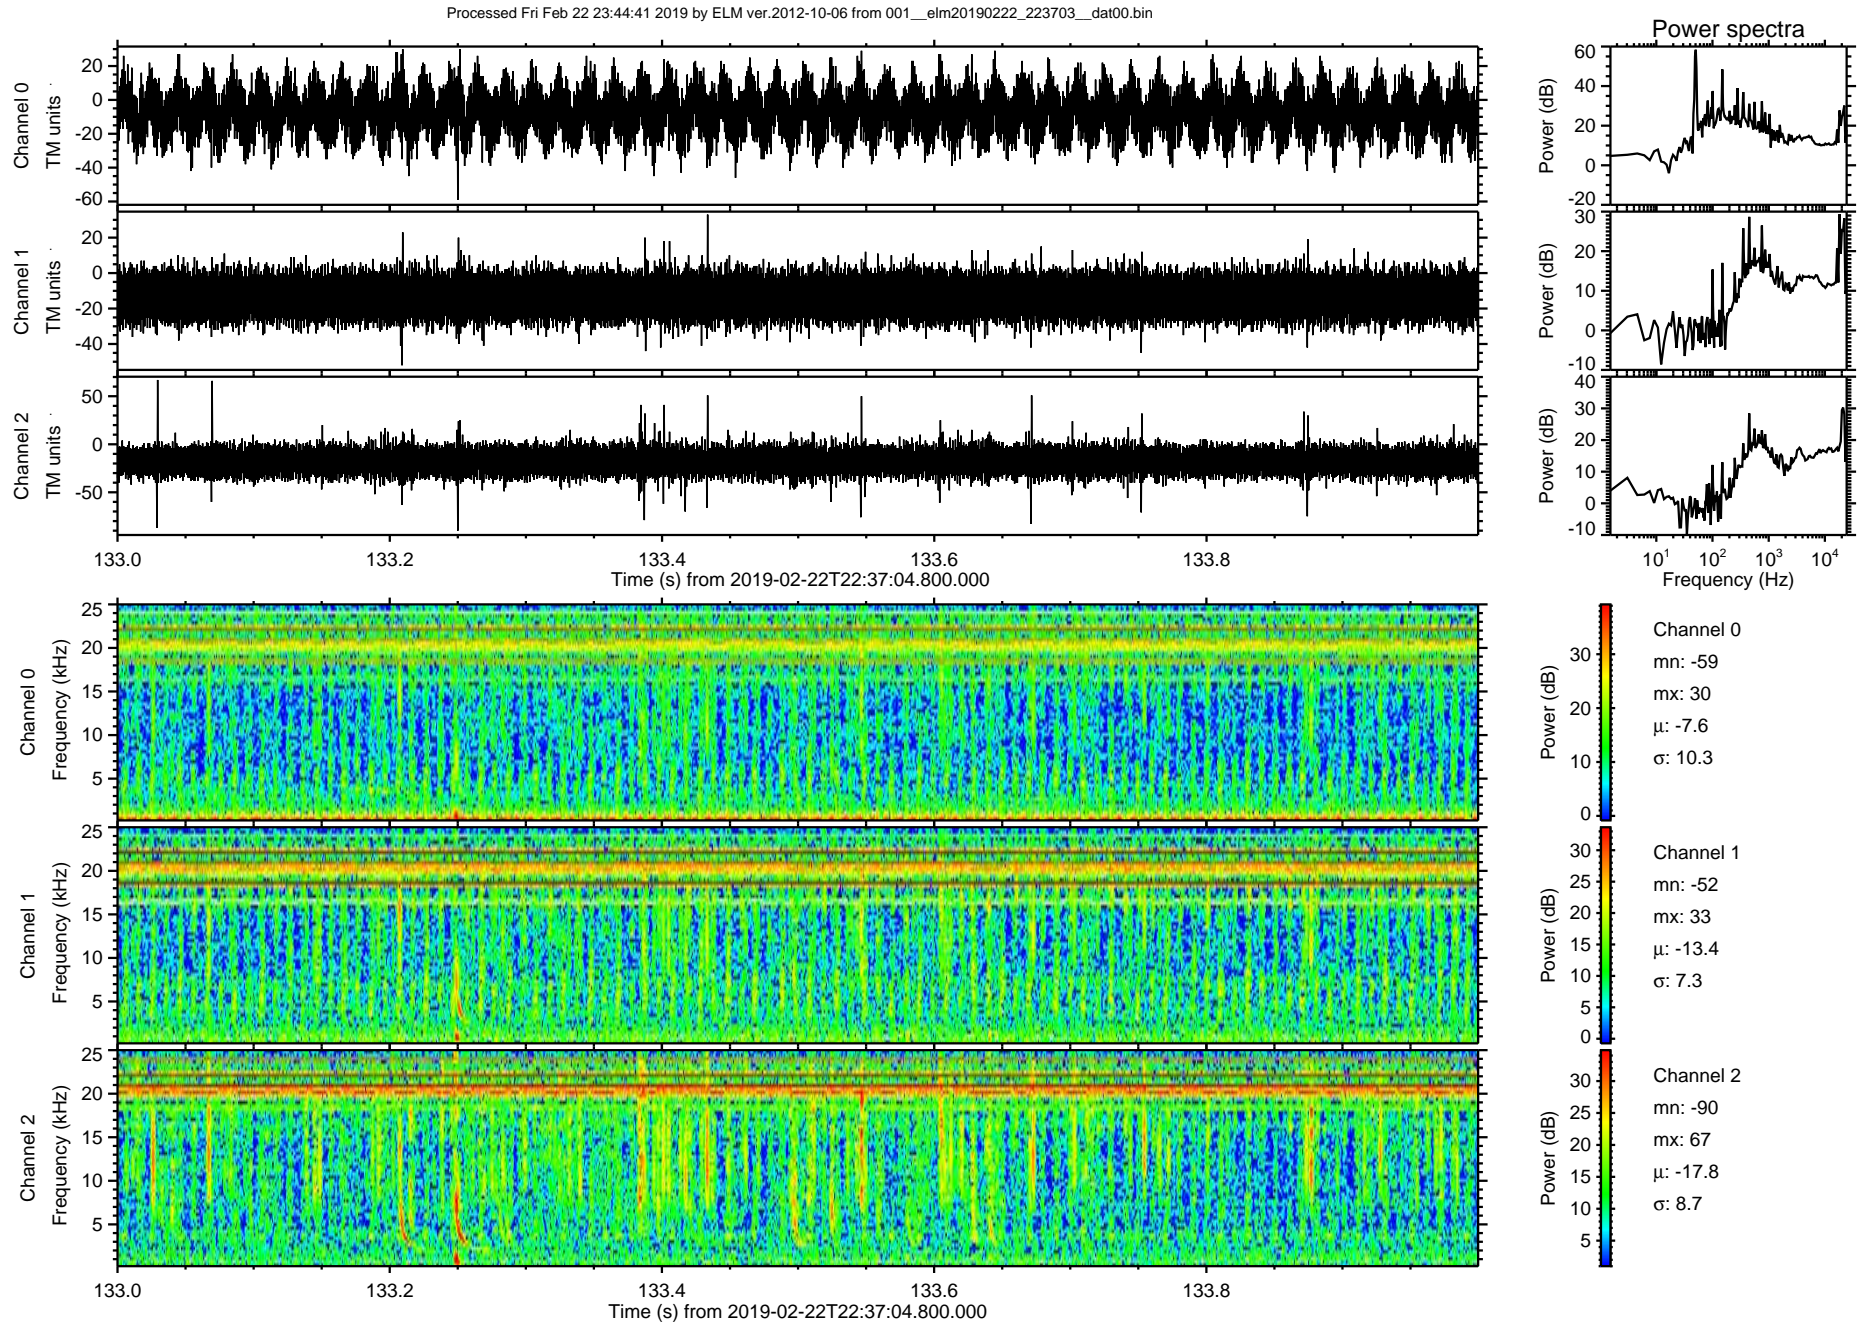 Processed Fri Feb 22 23:44:41 2019 by ELM ver.2012-10-06 from 001__elm20190222_223703__dat00.bin
Power spectra
Channel 0
TM units
20
0
-20
-40
-60
Power (dB)
60
40
20
0
-20
Channel 1
TM units
20
0
-20
-40
Power (dB)
30
20
10
0
-10
Channel 2
TM units
50
0
-50
Power (dB)
40
30
20
10
0
-10
133.0 133.2 133.4 133.6 133.8
Time (s) from 2019-02-22T22:37:04.800.000
10^1 10^2 10^3 10^4
Frequency (Hz)
Channel 0
Frequency (kHz)
25
20
15
10
5
Power (dB)
30
20
10
0
Channel 0
mn: -59
mx: 30
μ: -7.6
σ: 10.3
Channel 1
Frequency (kHz)
25
20
15
10
5
Power (dB)
30
25
20
15
10
5
0
Channel 1
mn: -52
mx: 33
μ: -13.4
σ: 7.3
Channel 2
Frequency (kHz)
25
20
15
10
5
Power (dB)
30
25
20
15
10
5
Channel 2
mn: -90
mx: 67
μ: -17.8
σ: 8.7
133.0 133.2 133.4 133.6 133.8
Time (s) from 2019-02-22T22:37:04.800.000